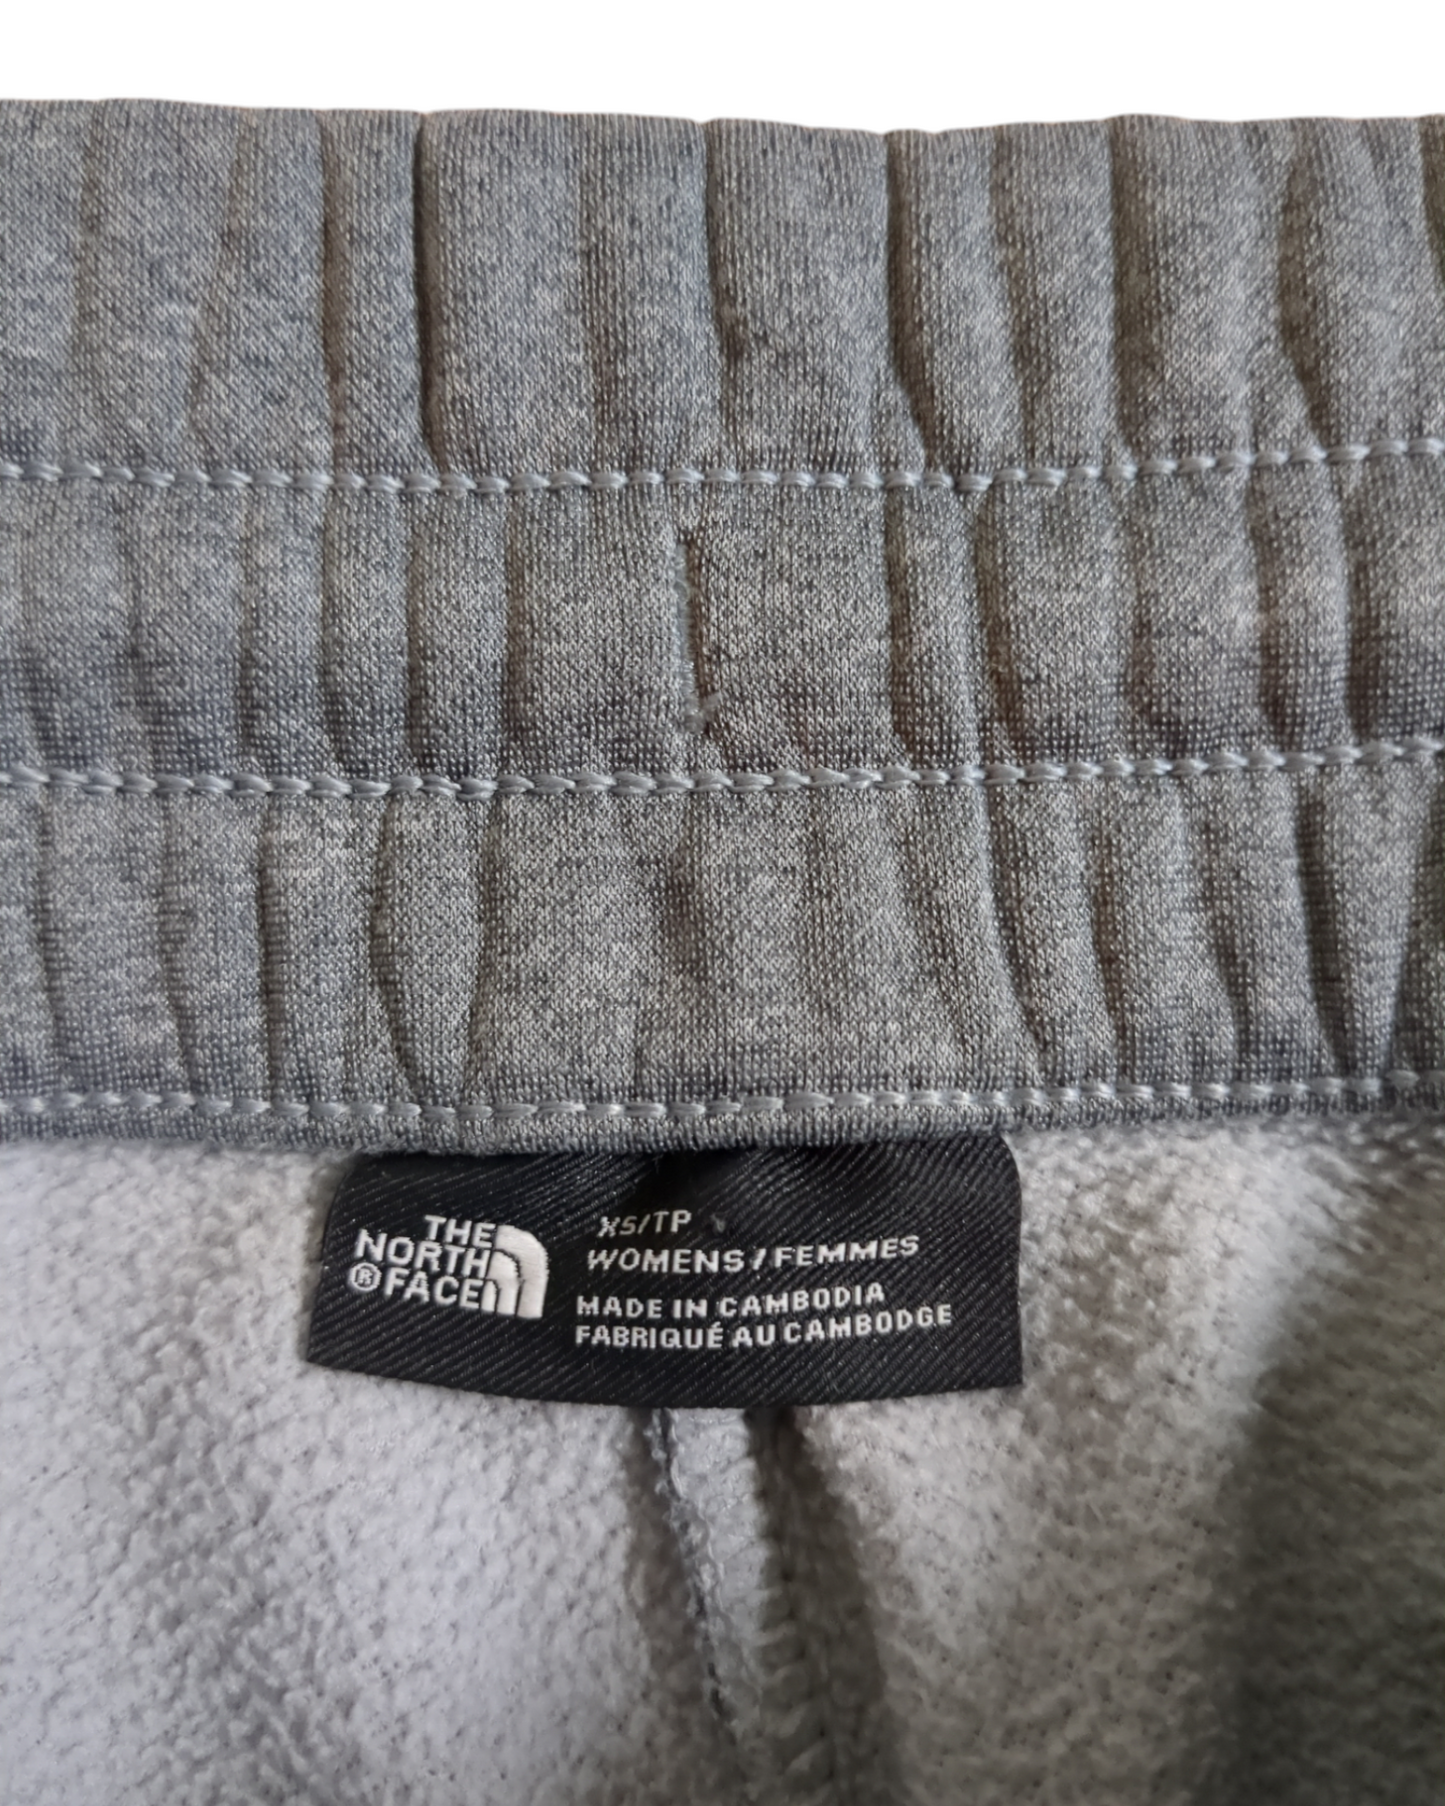 THE
NORTH
® FACE
XS/TP
WOMENS / FEMMES
MADE IN CAMBODIA
FABRIQUÉ AU CAMBODGE